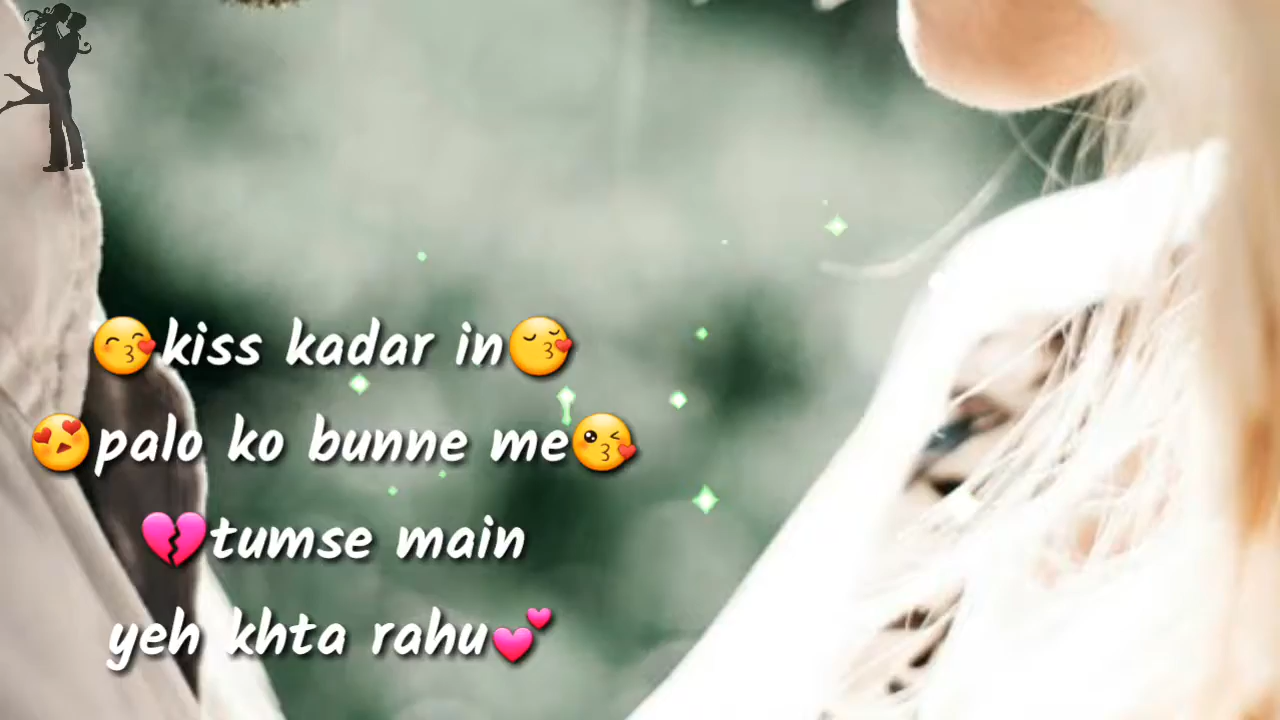 😙kiss kadar in😚
😍palo ko bunne me😘
💔tumse main
yeh khta rahu💕